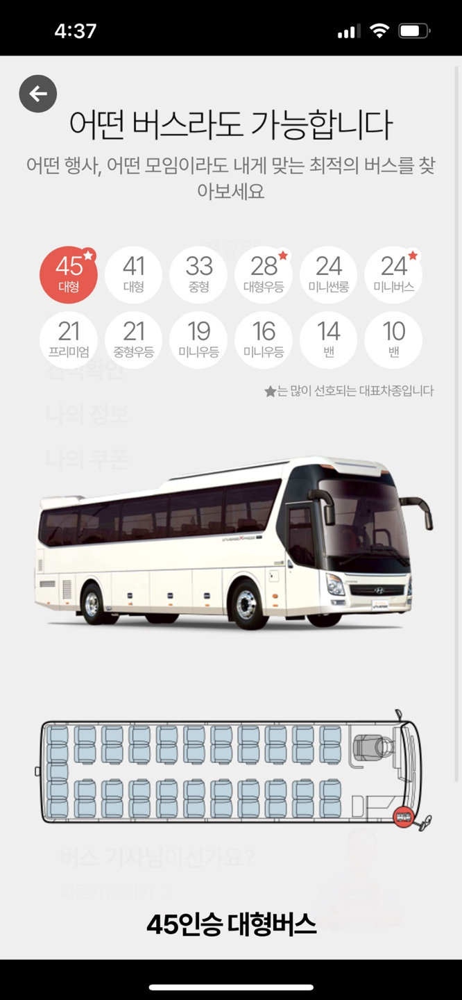 4:37
어떤 버스라도 가능합니다
어떤 행사, 어떤 모임이라도 내게 맞는 최적의 버스를 찾
아보세요
45 41 33 28 24 24
대형 대형 중형 대형우등 미니썬롱 미니버스
21 21 19 16 14 10
프리미엄 중형우등 미니우등 미니우등 밴 밴
견적확인
★는 많이 선호되는 대표차종입니다
나의 정보
나의 쿠폰
UNIVERSE XPRESS
버스 기사님이신가요?
회원가입 하기 >
45인승 대형버스